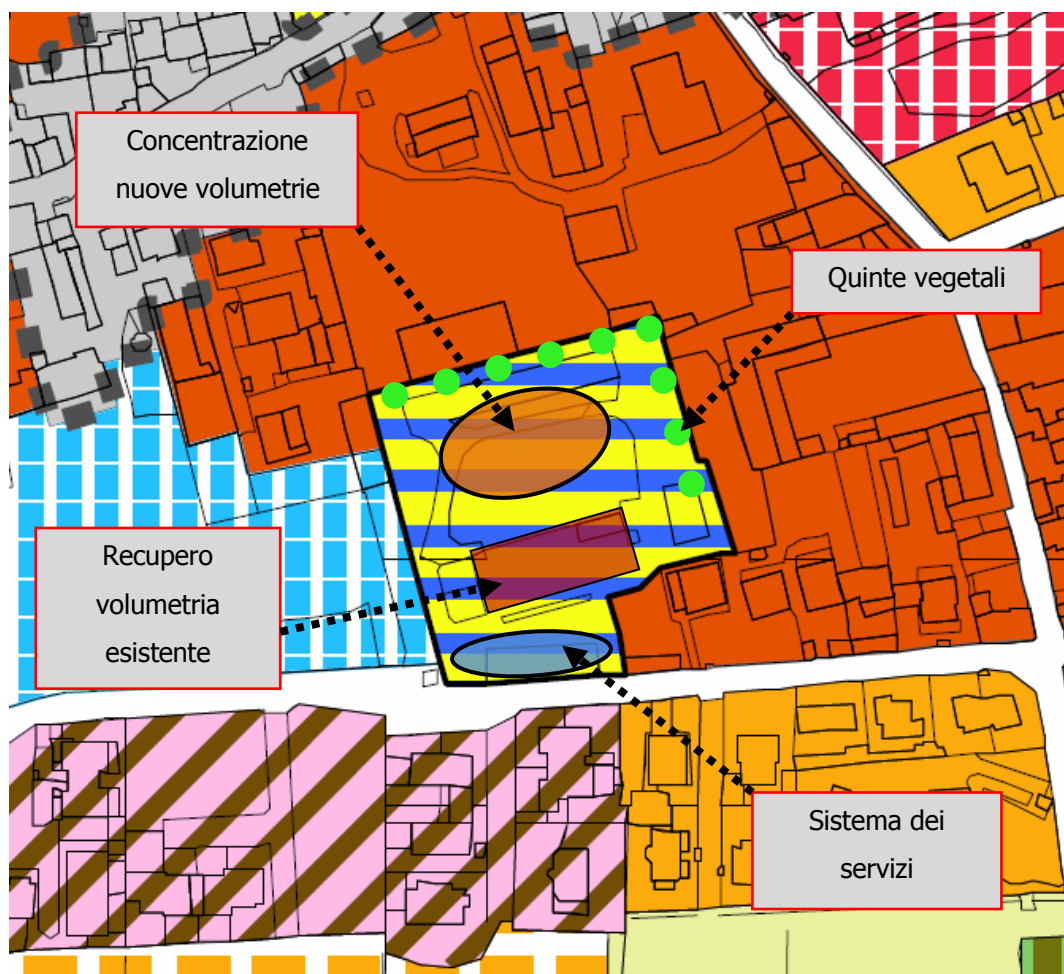 Concentrazione
nuove volumetrie
Quinte vegetali
Recupero
volumetria
esistente
Sistema dei
servizi